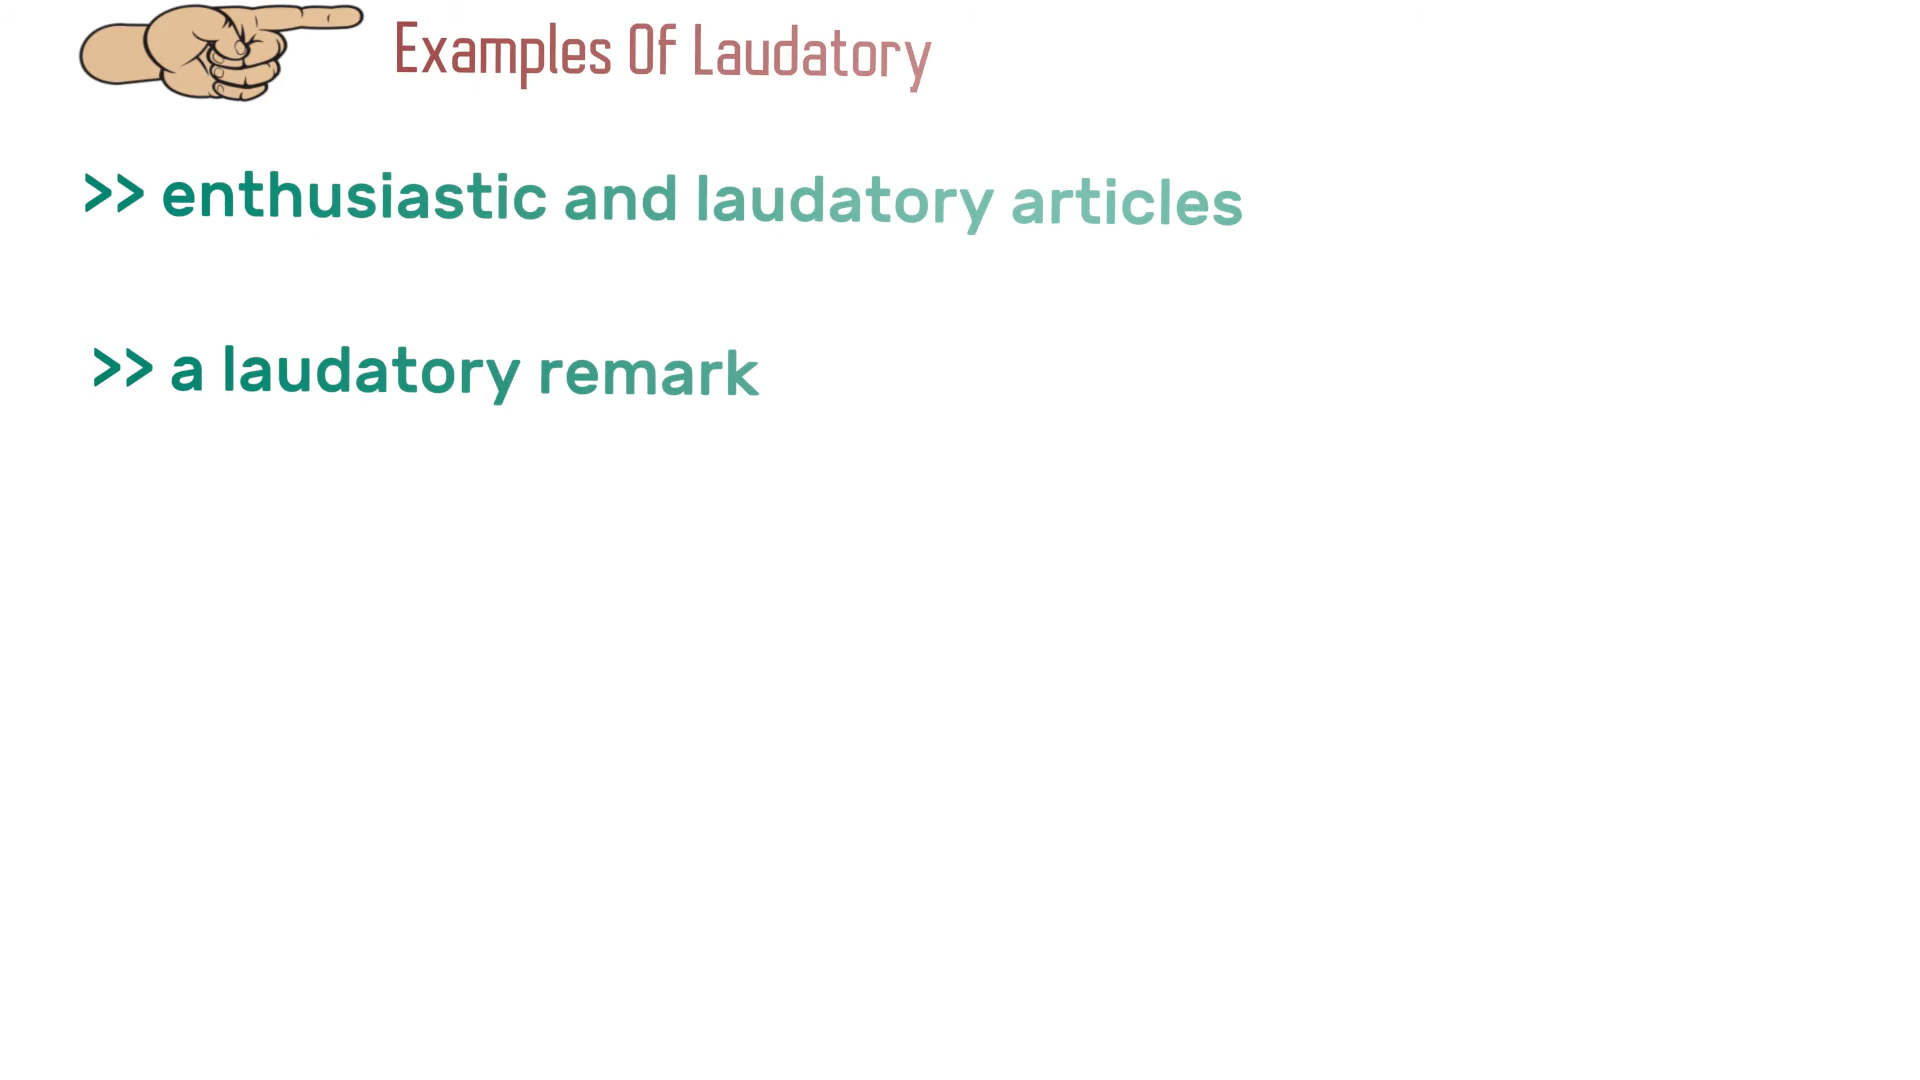 Examples Of Laudatory
>> enthusiastic and laudatory articles
>> a laudatory remark